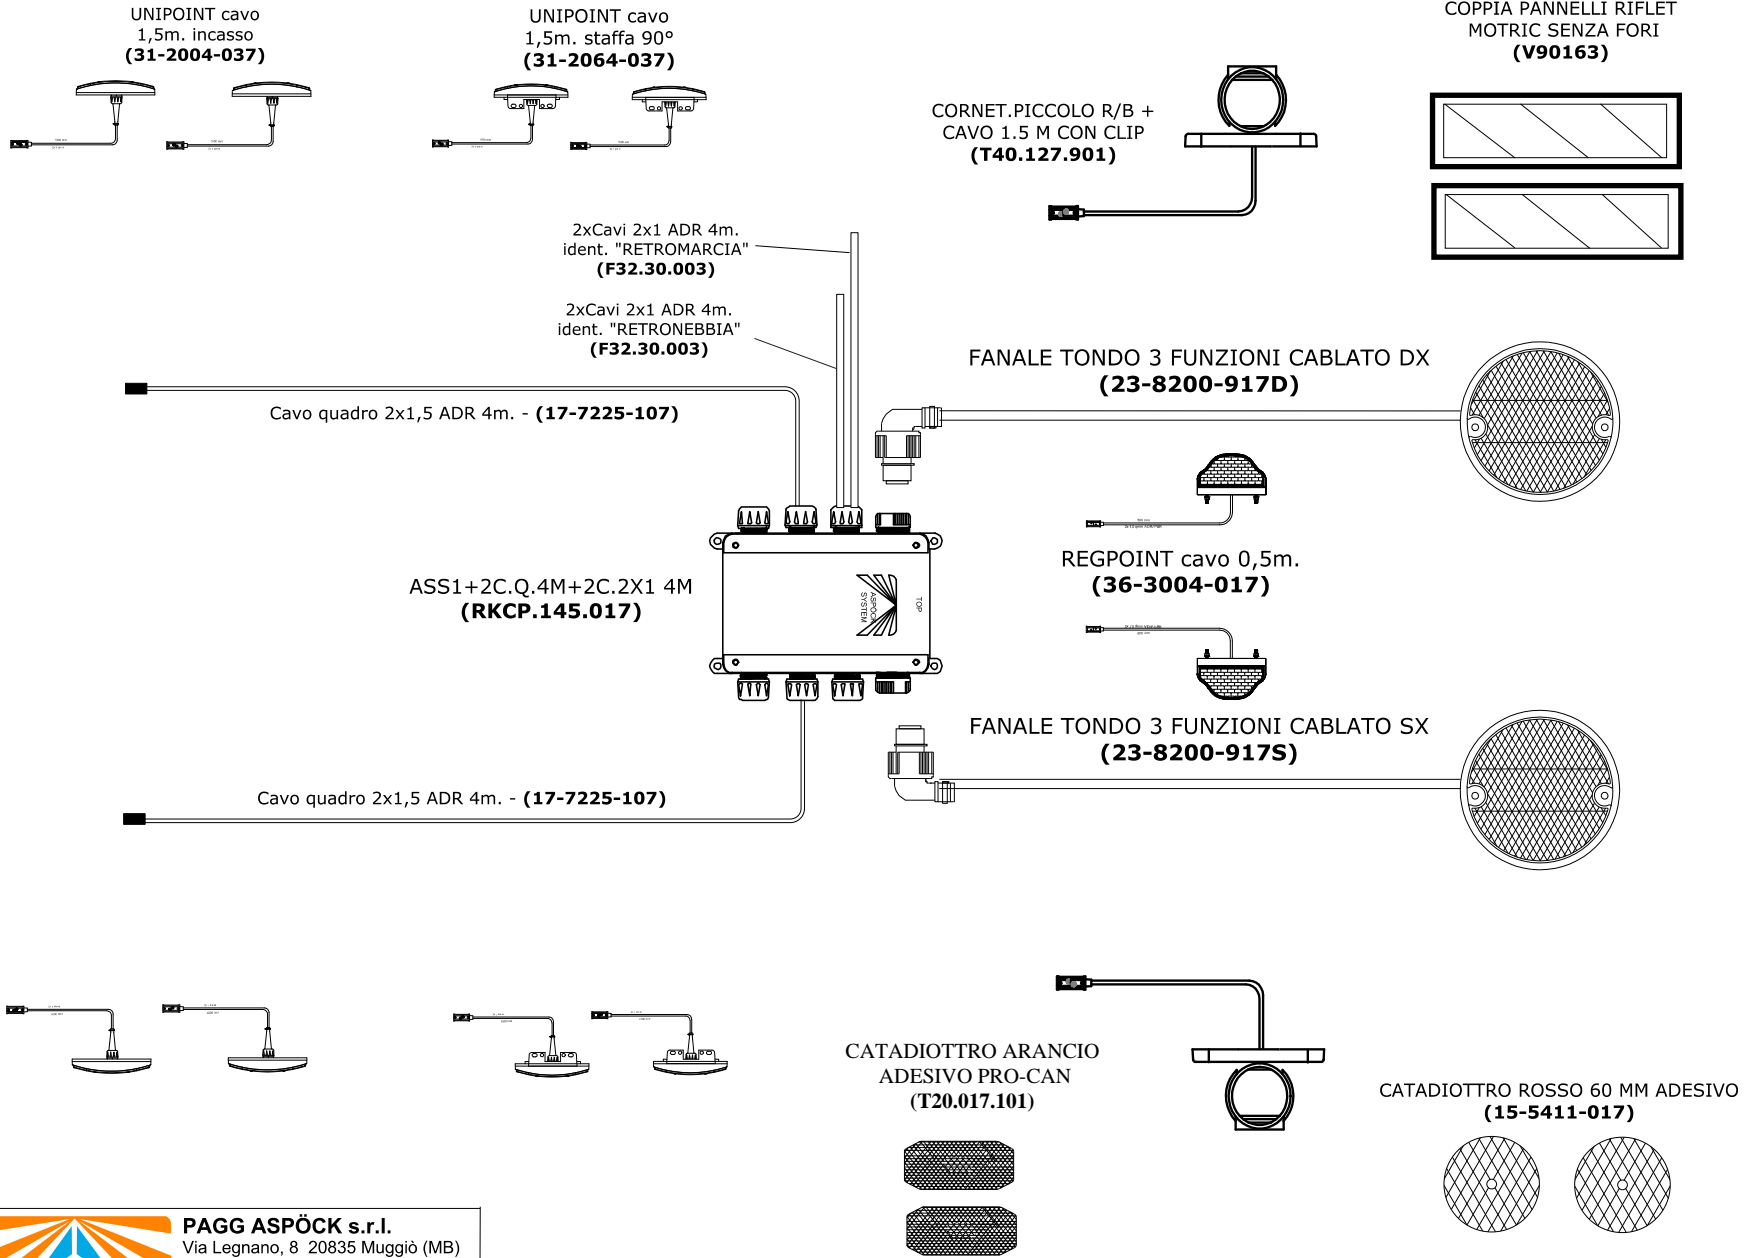 UNIPOINT cavo
1,5m. incasso
(31-2004-037)
UNIPOINT cavo
1,5m. staffa 90°
(31-2064-037)
COPPIA PANNELLI RIFLET
MOTRIC SENZA FORI
(V90163)
CORNET.PICCOLO R/B +
CAVO 1.5 M CON CLIP
(T40.127.901)
2xCavi 2x1 ADR 4m.
ident. "RETROMARCIA"
(F32.30.003)
2xCavi 2x1 ADR 4m.
ident. "RETRONEBBIA"
(F32.30.003)
FANALE TONDO 3 FUNZIONI CABLATO DX
(23-8200-917D)
Cavo quadro 2x1,5 ADR 4m. - (17-7225-107)
REGPOINT cavo 0,5m.
(36-3004-017)
ASS1+2C.Q.4M+2C.2X1 4M
(RKCP.145.017)
ASPÖCK
SYSTEM
TOP
FANALE TONDO 3 FUNZIONI CABLATO SX
(23-8200-917S)
Cavo quadro 2x1,5 ADR 4m. - (17-7225-107)
CATADIOTTRO ARANCIO
ADESIVO PRO-CAN
(T20.017.101)
CATADIOTTRO ROSSO 60 MM ADESIVO
(15-5411-017)
PAGG ASPÖCK s.r.l.
Via Legnano, 8 20835 Muggiò (MB)